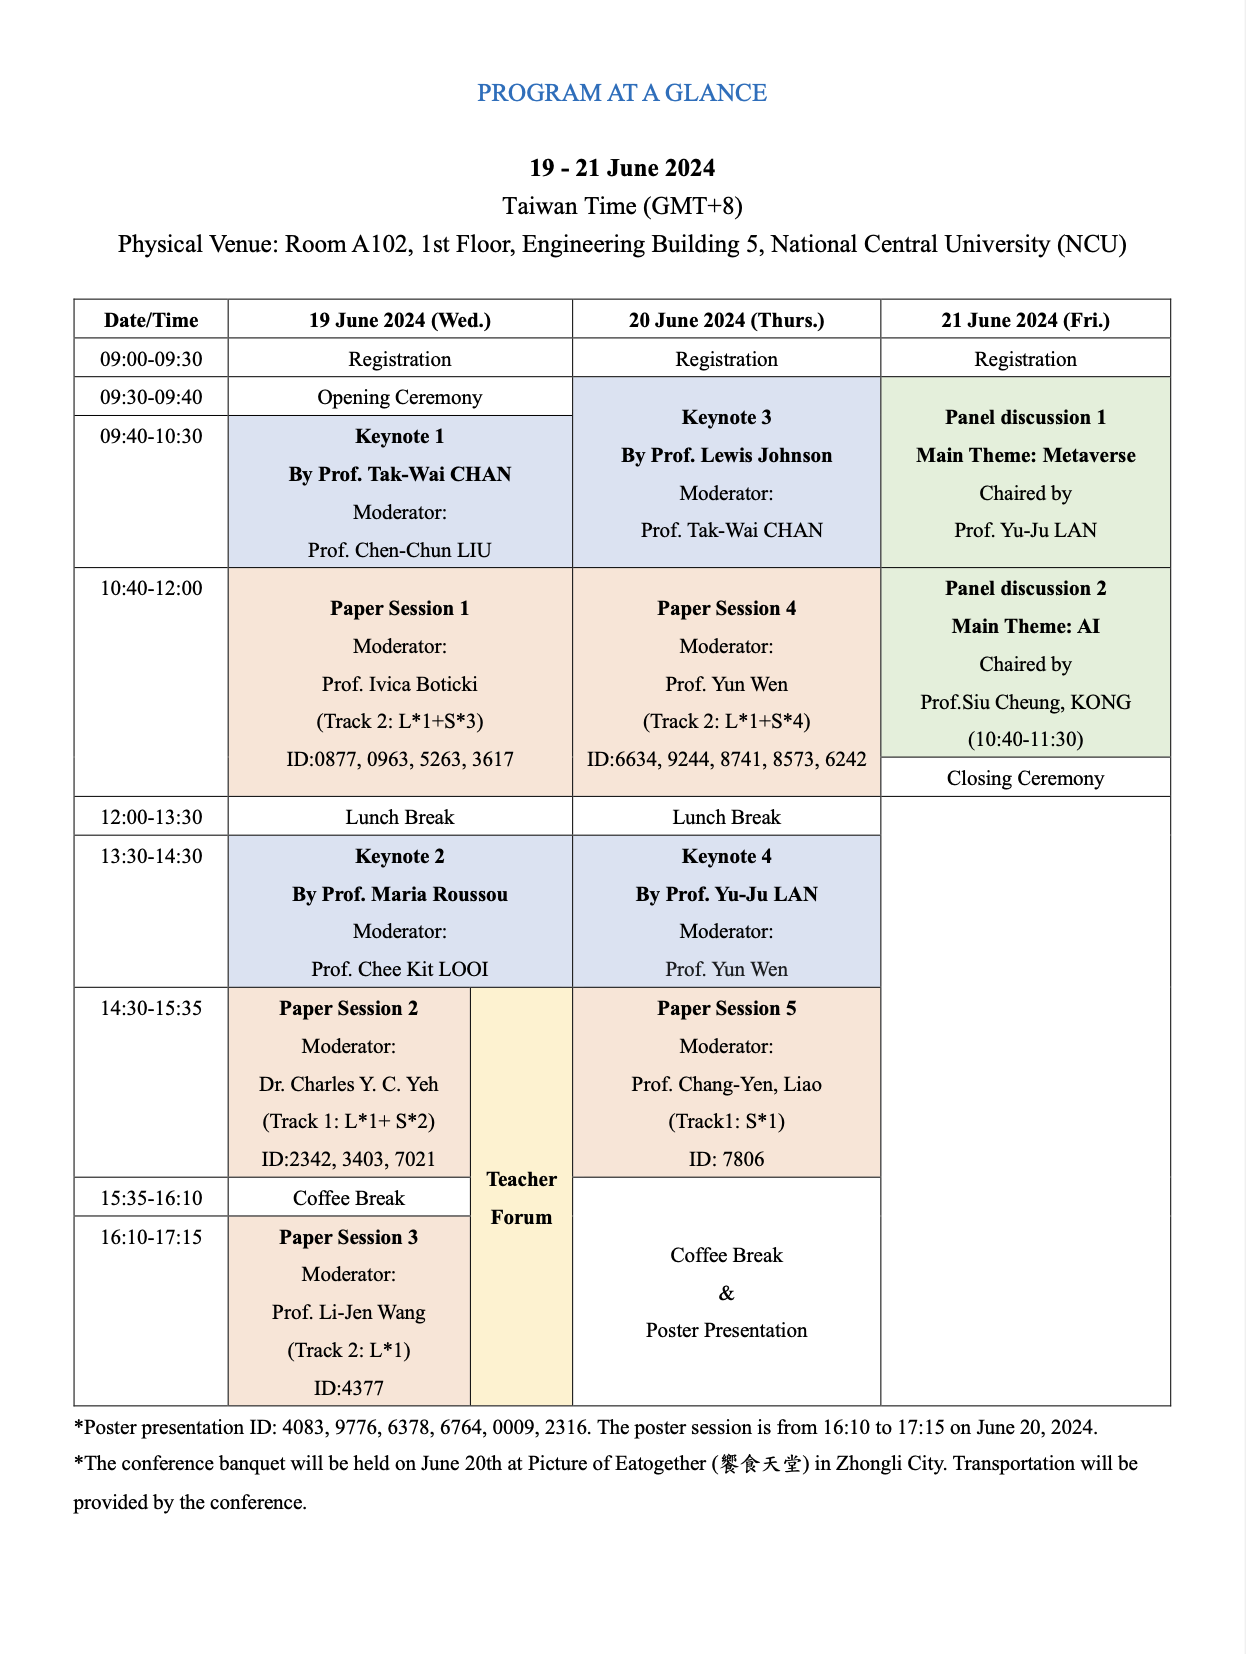 PROGRAM AT A GLANCE
19 - 21 June 2024
Taiwan Time (GMT+8)
Physical Venue: Room A102, 1st Floor, Engineering Building 5, National Central University (NCU)
Date/Time 19 June 2024 (Wed.) 20 June 2024 (Thurs.) 21 June 2024 (Fri.)
09:00-09:30 Registration Registration Registration
09:30-09:40 Opening Ceremony
Keynote 3
By Prof. Lewis Johnson
Moderator:
Prof. Tak-Wai CHAN
Panel discussion 1
Main Theme: Metaverse
Chaired by
Prof. Yu-Ju LAN
09:40-10:30
Keynote 1
By Prof. Tak-Wai CHAN
Moderator:
Prof. Chen-Chun LIU
10:40-12:00
Paper Session 1
Moderator:
Prof. Ivica Boticki
(Track 2: L*1+S*3)
ID:0877, 0963, 5263, 3617
Paper Session 4
Moderator:
Prof. Yun Wen
(Track 2: L*1+S*4)
ID:6634, 9244, 8741, 8573, 6242
Panel discussion 2
Main Theme: AI
Chaired by
Prof.Siu Cheung, KONG
(10:40-11:30)
Closing Ceremony
12:00-13:30 Lunch Break Lunch Break
13:30-14:30
Keynote 2
By Prof. Maria Roussou
Moderator:
Prof. Chee Kit LOOI
Keynote 4
By Prof. Yu-Ju LAN
Moderator:
Prof. Yun Wen
14:30-15:35
Paper Session 2
Moderator:
Dr. Charles Y. C. Yeh
(Track 1: L*1+ S*2)
ID:2342, 3403, 7021
Teacher
Forum
Paper Session 5
Moderator:
Prof. Chang-Yen, Liao
(Track1: S*1)
ID: 7806
15:35-16:10 Coffee Break
Coffee Break
&
Poster Presentation
16:10-17:15
Paper Session 3
Moderator:
Prof. Li-Jen Wang
(Track 2: L*1)
ID:4377
*Poster presentation ID: 4083, 9776, 6378, 6764, 0009, 2316. The poster session is from 16:10 to 17:15 on June 20, 2024.
*The conference banquet will be held on June 20th at Picture of Eatogether (饗食天堂) in Zhongli City. Transportation will be
provided by the conference.